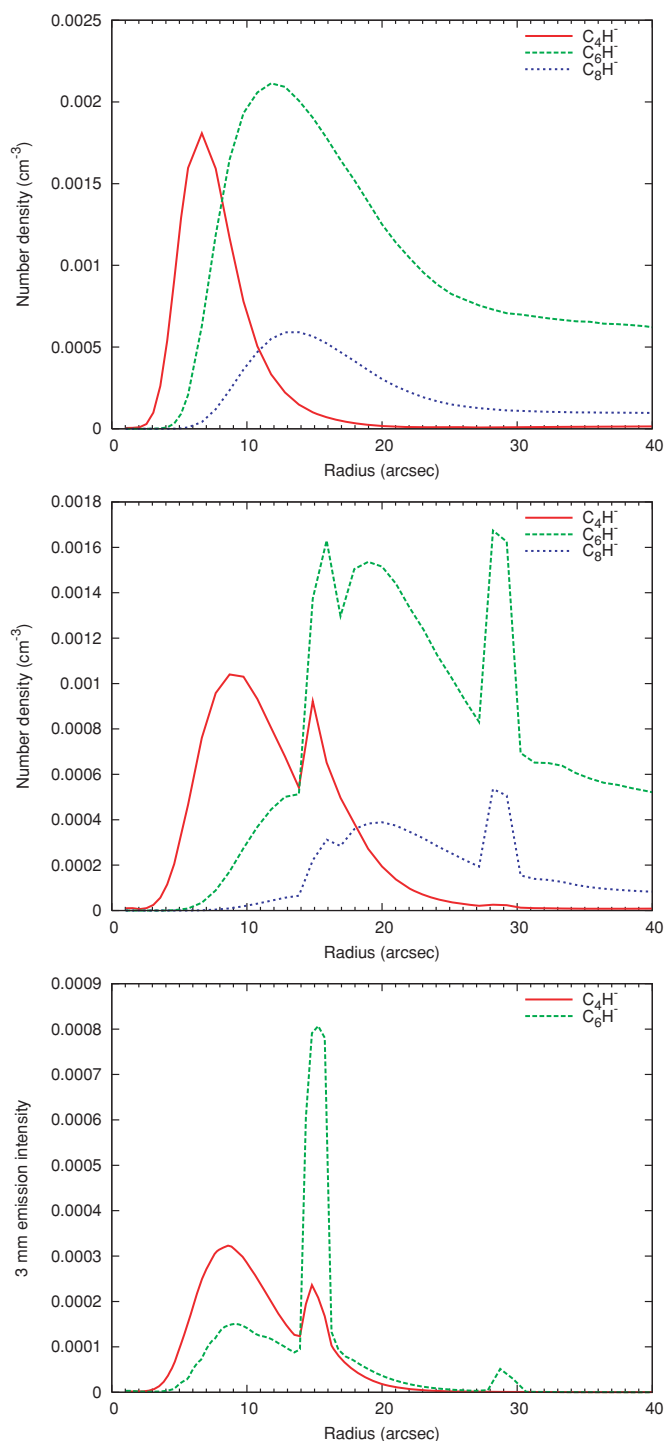 0.0025
0.002
0.0015
0.001
0.0005
0
Number density (cm⁻³)
C₄H⁻
C₆H⁻
C₈H⁻
0 10 20 30 40
Radius (arcsec)
0.0018
0.0016
0.0014
0.0012
0.001
0.0008
0.0006
0.0004
0.0002
0
Number density (cm⁻³)
C₄H⁻
C₆H⁻
C₈H⁻
0 10 20 30 40
Radius (arcsec)
0.0009
0.0008
0.0007
0.0006
0.0005
0.0004
0.0003
0.0002
0.0001
0
3 mm emission intensity
C₄H⁻
C₆H⁻
0 10 20 30 40
Radius (arcsec)